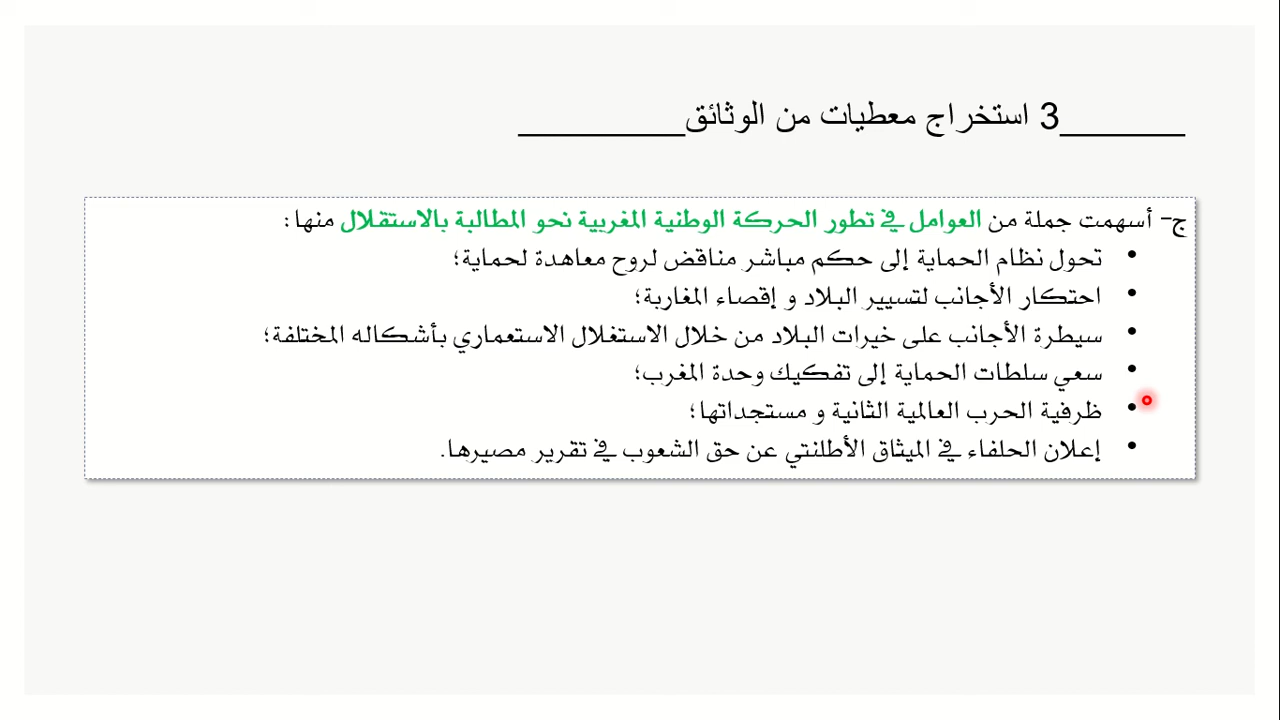 _______3 استخراج معطيات من الوثائق_________
ج- أسهمت جملة من العوامل في تطور الحركة الوطنية المغربية نحو المطالبة بالاستقلال منها:
• تحول نظام الحماية إلى حكم مباشر مناقض لروح معاهدة لحماية؛
• احتكار الأجانب لتسيير البلاد و إقصاء المغاربة؛
• سيطرة الأجانب على خيرات البلاد من خلال الاستغلال الاستعماري بأشكاله المختلفة؛
• سعي سلطات الحماية إلى تفكيك وحدة المغرب؛
• ظرفية الحرب العالمية الثانية و مستجداتها؛
• إعلان الحلفاء في الميثاق الأطلنتي عن حق الشعوب في تقرير مصيرها.